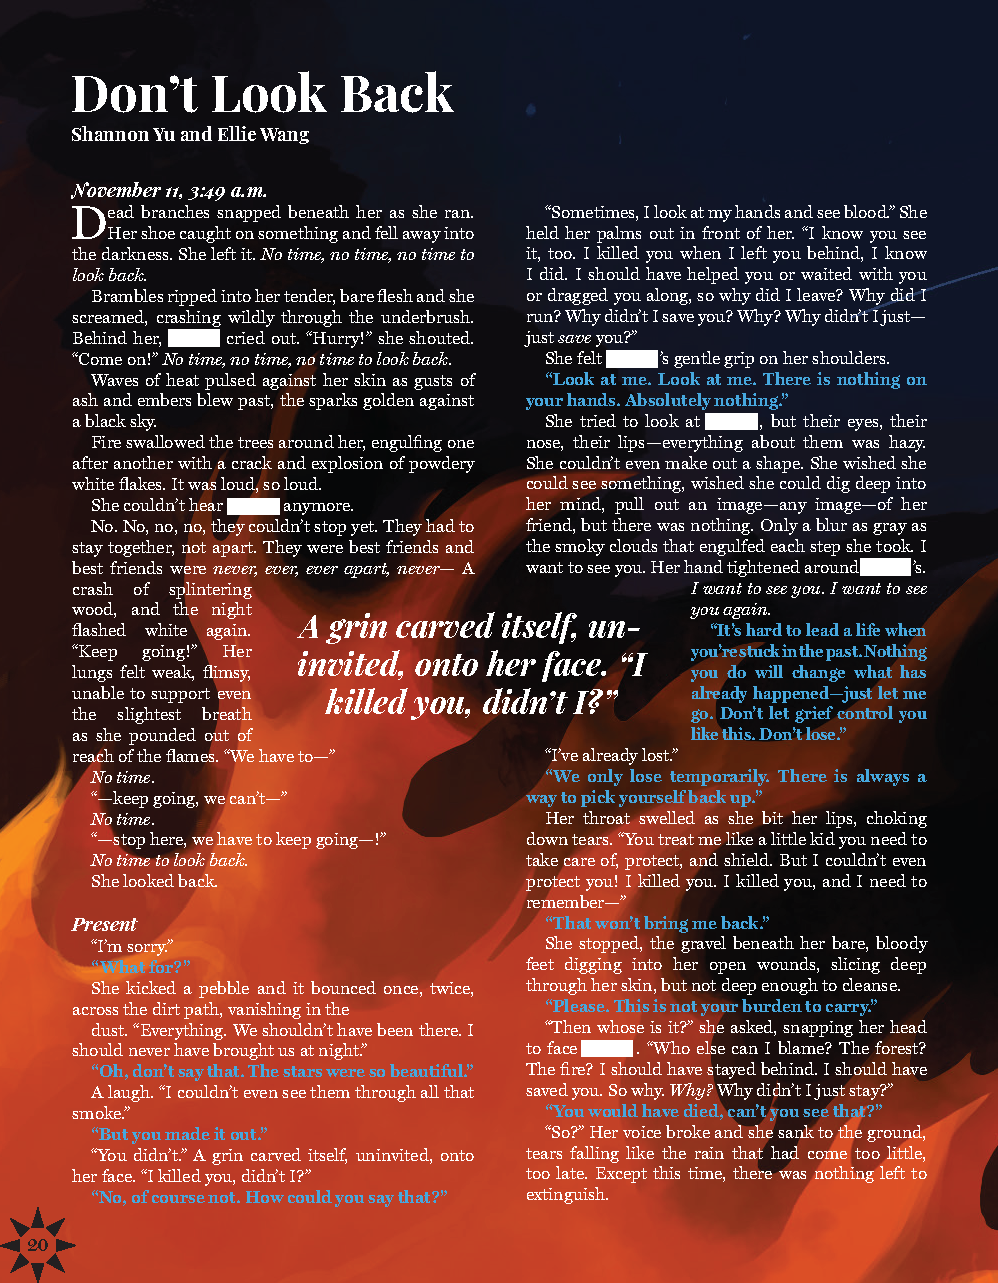 Don't Look Back
Shannon Yu and Ellie Wang
November 11, 3:49 a.m.
Dead branches snapped beneath her as she ran.
Her shoe caught on something and fell away into
the darkness. She left it. No time, no time, no time to
look back.
Brambles ripped into her tender, bare flesh and she
screamed, crashing wildly through the underbrush.
Behind her, cried out. “Hurry!” she shouted.
“Come on!” No time, no time, no time to look back.
Waves of heat pulsed against her skin as gusts of
ash and embers blew past, the sparks golden against
a black sky.
Fire swallowed the trees around her, engulfing one
after another with a crack and explosion of powdery
white flakes. It was loud, so loud.
She couldn’t hear anymore.
No. No, no, no, they couldn’t stop yet. They had to
stay together, not apart. They were best friends and
best friends were never, ever, ever apart, never— A
crash of splintering
wood, and the night
flashed white again.
“Keep going!” Her
lungs felt weak, flimsy,
unable to support even
the slightest breath
as she pounded out of
reach of the flames. “We have to—”
No time.
“—keep going, we can’t—”
No time.
“—stop here, we have to keep going—!”
No time to look back.
She looked back.
Present
“I’m sorry.”
“What for?”
She kicked a pebble and it bounced once, twice,
across the dirt path, vanishing in the
dust. “Everything. We shouldn’t have been there. I
should never have brought us at night.”
“Oh, don’t say that. The stars were so beautiful.”
A laugh. “I couldn’t even see them through all that
smoke.”
“But you made it out.”
“You didn’t.” A grin carved itself, uninvited, onto
her face. “I killed you, didn’t I?”
“No, of course not. How could you say that?”
A grin carved itself, un-
invited, onto her face. “I
killed you, didn’t I?”
“Sometimes, I look at my hands and see blood.” She
held her palms out in front of her. “I know you see
it, too. I killed you when I left you behind, I know
I did. I should have helped you or waited with you
or dragged you along, so why did I leave? Why did I
run? Why didn’t I save you? Why? Why didn’t I just—
just save you?”
She felt ’s gentle grip on her shoulders.
“Look at me. Look at me. There is nothing on
your hands. Absolutely nothing.”
She tried to look at , but their eyes, their
nose, their lips—everything about them was hazy.
She couldn’t even make out a shape. She wished she
could see something, wished she could dig deep into
her mind, pull out an image—any image—of her
friend, but there was nothing. Only a blur as gray as
the smoky clouds that engulfed each step she took. I
want to see you. Her hand tightened around ’s.
I want to see you. I want to see
you again.
“It’s hard to lead a life when
you’re stuck in the past. Nothing
you do will change what has
already happened—just let me
go. Don’t let grief control you
like this. Don’t lose.”
“I’ve already lost.”
“We only lose temporarily. There is always a
way to pick yourself back up.”
Her throat swelled as she bit her lips, choking
down tears. “You treat me like a little kid you need to
take care of, protect, and shield. But I couldn’t even
protect you! I killed you. I killed you, and I need to
remember—”
“That won’t bring me back.”
She stopped, the gravel beneath her bare, bloody
feet digging into her open wounds, slicing deep
through her skin, but not deep enough to cleanse.
“Please. This is not your burden to carry.”
“Then whose is it?” she asked, snapping her head
to face . “Who else can I blame? The forest?
The fire? I should have stayed behind. I should have
saved you. So why. Why? Why didn’t I just stay?”
“You would have died, can’t you see that?”
“So?” Her voice broke and she sank to the ground,
tears falling like the rain that had come too little,
too late. Except this time, there was nothing left to
extinguish.
20